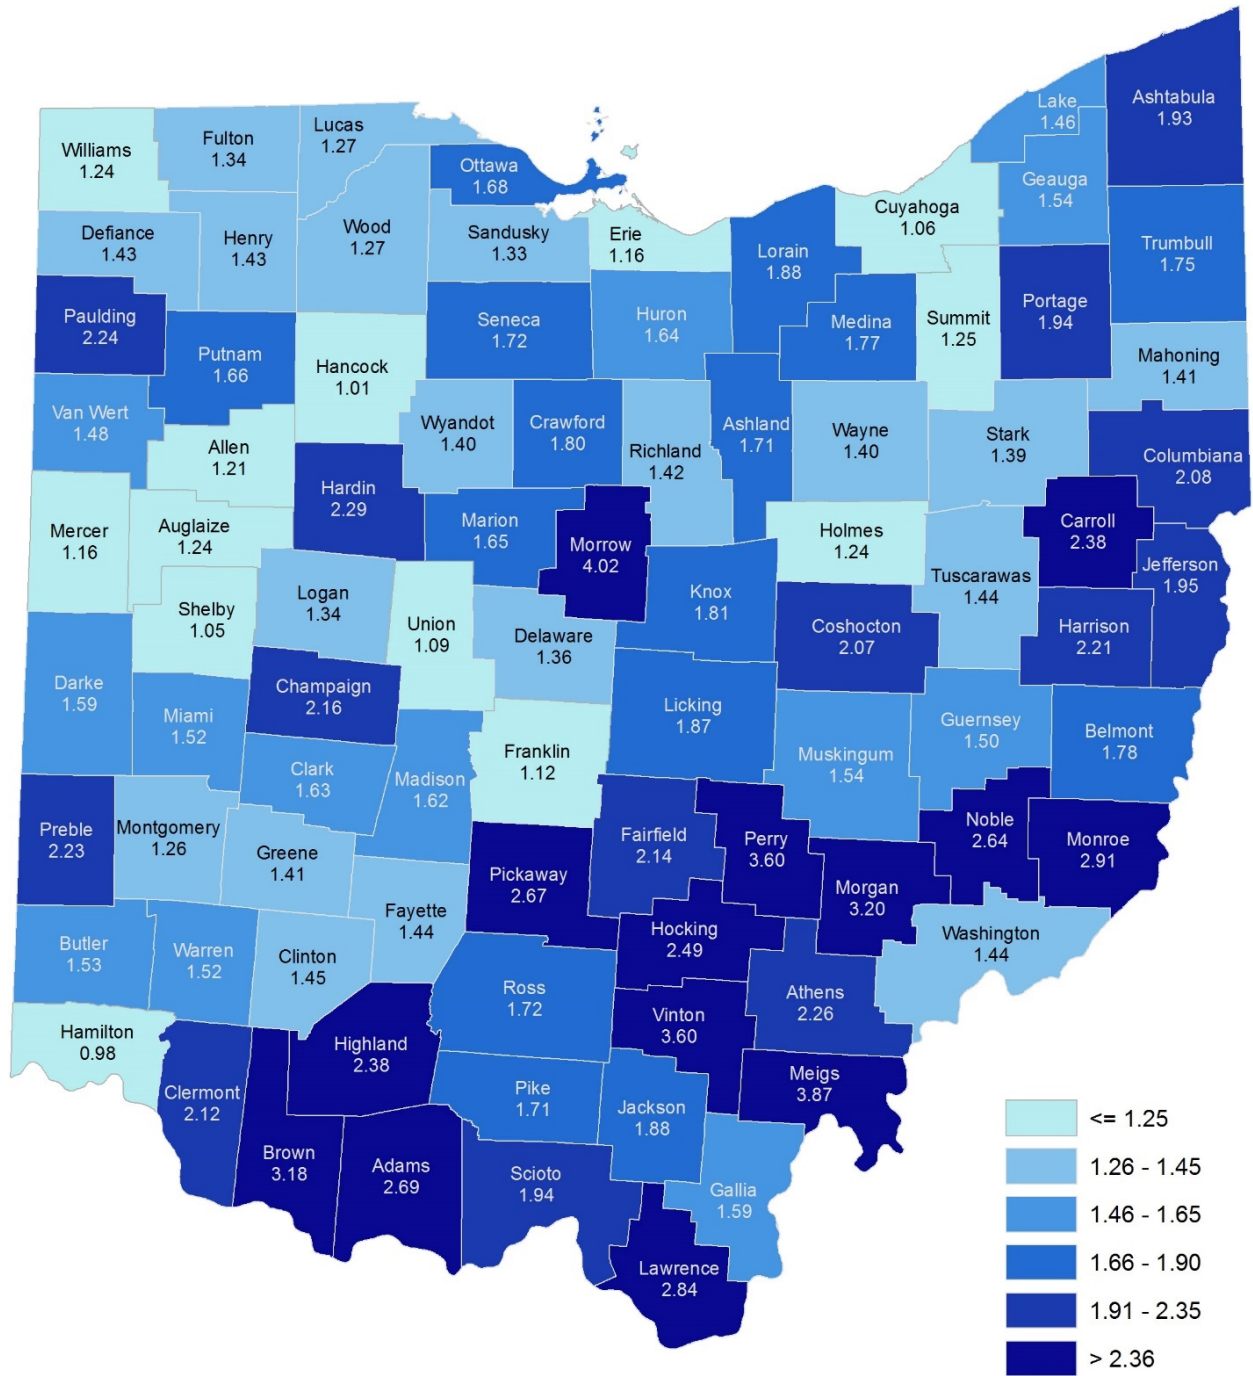 Ashtabula
1.93
Lake
1.46
Williams
1.24
Fulton
1.34
Lucas
1.27
Ottawa
1.68
Geauga
1.54
Cuyahoga
1.06
Defiance
1.43
Henry
1.43
Wood
1.27
Sandusky
1.33
Erie
1.16
Lorain
1.88
Trumbull
1.75
Paulding
2.24
Putnam
1.66
Hancock
1.01
Seneca
1.72
Huron
1.64
Medina
1.77
Summit
1.25
Portage
1.94
Mahoning
1.41
Van Wert
1.48
Allen
1.21
Wyandot
1.40
Crawford
1.80
Richland
1.42
Ashland
1.71
Wayne
1.40
Stark
1.39
Columbiana
2.08
Mercer
1.16
Auglaize
1.24
Hardin
2.29
Marion
1.65
Morrow
4.02
Holmes
1.24
Carroll
2.38
Jefferson
1.95
Shelby
1.05
Logan
1.34
Union
1.09
Delaware
1.36
Knox
1.81
Coshocton
2.07
Tuscarawas
1.44
Harrison
2.21
Darke
1.59
Miami
1.52
Champaign
2.16
Licking
1.87
Muskingum
1.54
Guernsey
1.50
Belmont
1.78
Clark
1.63
Madison
1.62
Franklin
1.12
Preble
2.23
Montgomery
1.26
Greene
1.41
Pickaway
2.67
Fairfield
2.14
Perry
3.60
Morgan
3.20
Noble
2.64
Monroe
2.91
Fayette
1.44
Butler
1.53
Warren
1.52
Clinton
1.45
Hocking
2.49
Washington
1.44
Ross
1.72
Vinton
3.60
Athens
2.26
Hamilton
0.98
Highland
2.38
Clermont
2.12
Pike
1.71
Jackson
1.88
Meigs
3.87
Brown
3.18
Adams
2.69
Scioto
1.94
Gallia
1.59
Lawrence
2.84
<= 1.25
1.26 - 1.45
1.46 - 1.65
1.66 - 1.90
1.91 - 2.35
> 2.36